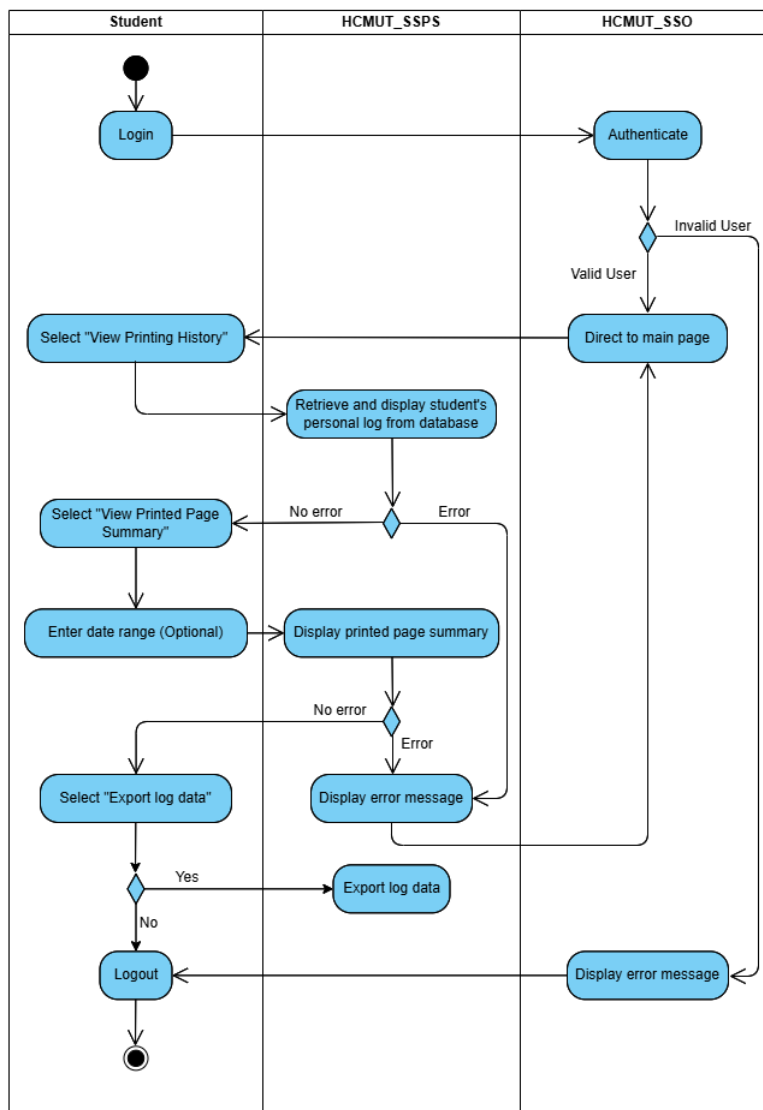 Student
HCMUT_SSPS
HCMUT_SSO
Login
Authenticate
Invalid User
Valid User
Select "View Printing History"
Direct to main page
Retrieve and display student's
personal log from database
Select "View Printed Page
Summary"
No error
Error
Enter date range (Optional)
Display printed page summary
No error
Error
Select "Export log data"
Display error message
Yes
Export log data
No
Logout
Display error message